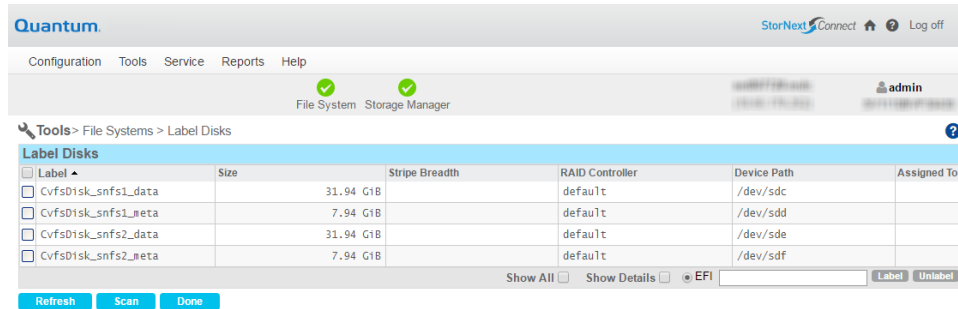 Quantum.
StorNext Connect Log off
Configuration Tools Service Reports Help
File System Storage Manager
admin
Tools> File Systems > Label Disks
Label Disks
Label Size Stripe Breadth RAID Controller Device Path Assigned To
CvfsDisk_snfs1_data 31.94 GiB default /dev/sdc
CvfsDisk_snfs1_meta 7.94 GiB default /dev/sdd
CvfsDisk_snfs2_data 31.94 GiB default /dev/sde
CvfsDisk_snfs2_meta 7.94 GiB default /dev/sdf
Show All Show Details EFI Label Unlabel
Refresh Scan Done